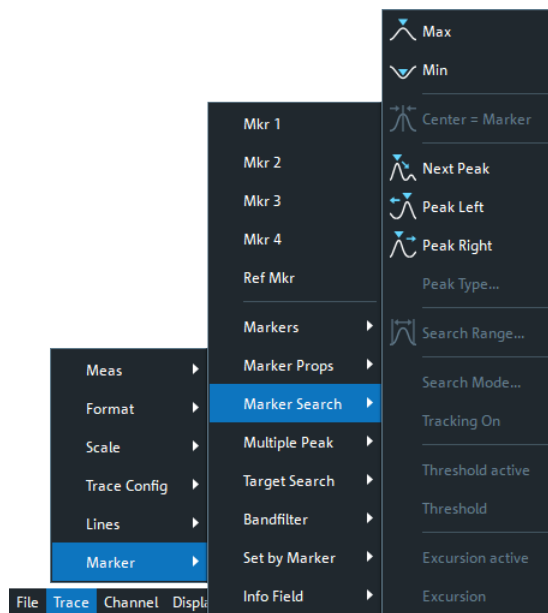 Max
Min
Center = Marker
Next Peak
Peak Left
Peak Right
Peak Type...
Search Range...
Search Mode...
Tracking On
Threshold active
Threshold
Excursion active
Excursion
Mkr 1
Mkr 2
Mkr 3
Mkr 4
Ref Mkr
Markers
Marker Props
Marker Search
Multiple Peak
Target Search
Bandfilter
Set by Marker
Info Field
Meas
Format
Scale
Trace Config
Lines
Marker
File Trace Channel